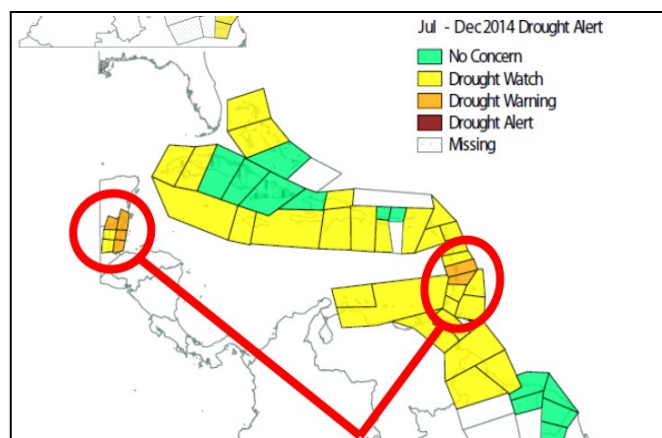 Jul - Dec 2014 Drought Alert
No Concern
Drought Watch
Drought Warning
Drought Alert
Missing